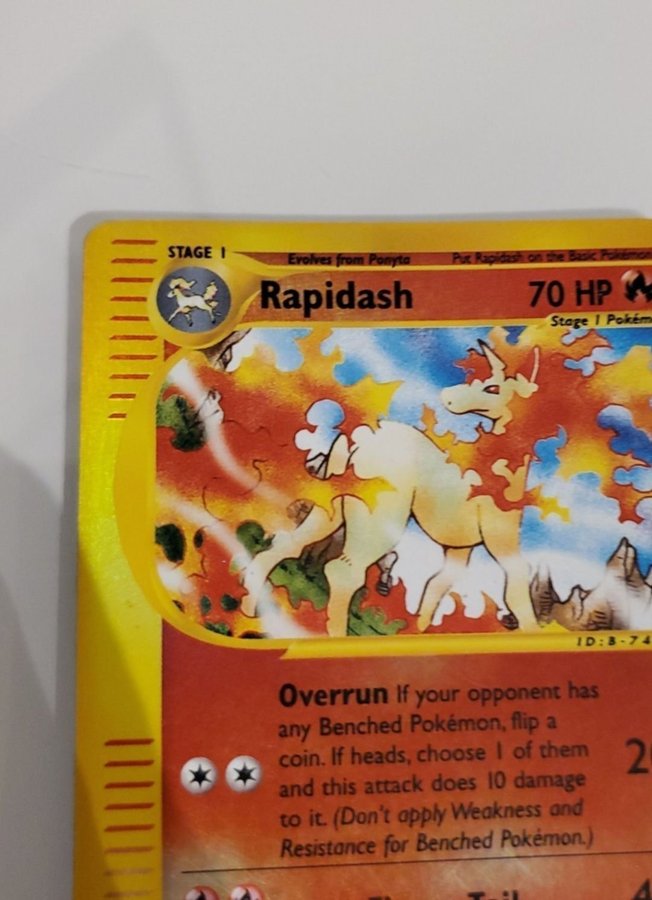 STAGE 1
Evolves from Ponyta Put Rapidash on the Basic Pokémon
Rapidash 70 HP
Stage 1 Pokém
ID:B-74
Overrun If your opponent has
any Benched Pokémon, flip a
coin. If heads, choose 1 of them
and this attack does 10 damage
to it. (Don't apply Weakness and
Resistance for Benched Pokémon.)
20
Tail